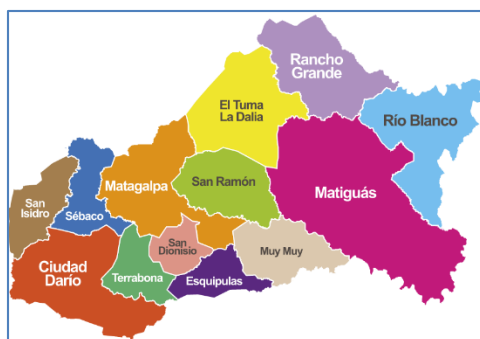 Rancho
Grande
El Tuma
La Dalia
Río Blanco
San Ramón
Matagalpa
Matiguás
San
Isidro
Sébaco
San
Dionisio
Muy Muy
Ciudad
Darío
Terrabona
Esquipulas